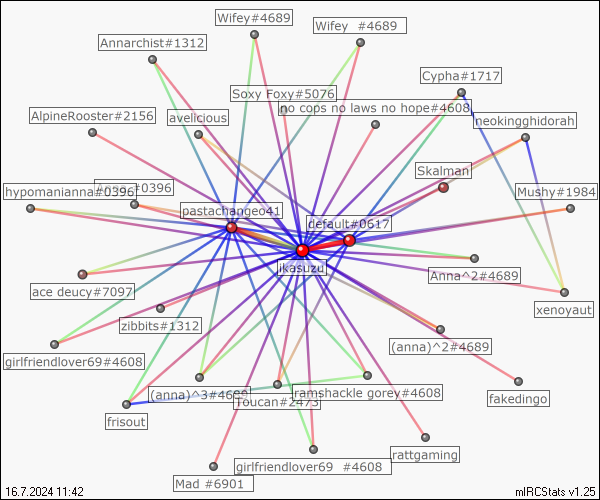 Wifey#4689
Wifey  #4689
Annarchist#1312
Cypha#1717
Soxy Foxy#5076
no cops no laws no hope#4608
AlpineRooster#2156
avelicious
neokingghidorah
Skalman
hypomanianna#0396
#0396
Mushy#1984
pastachangeo41
default#0617
ikasuzu
Anna^2#4689
ace deucy#7097
xenoyaut
zibbits#1312
(anna)^2#4689
girlfriendlover69#4608
(anna)^3#4689
Toucan#2473
ramshackle gorey#4608
fakedingo
frisout
rattgaming
girlfriendlover69  #4608
Mad #6901
16.7.2024 11:42
mIRCStats v1.25